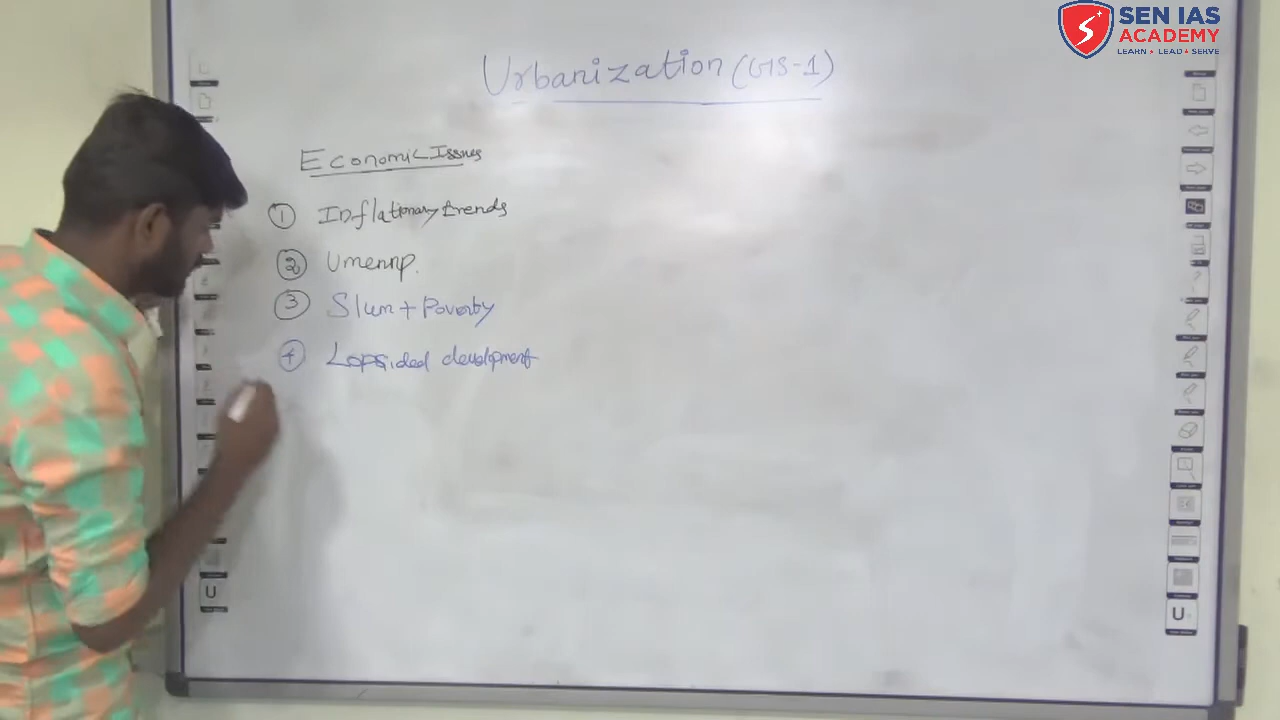 SEN IAS
ACADEMY
LEARN ★ LEAD ★ SERVE
Urbanization (GS-1)
Economic Issues
① Inflationary trends
② Umennp.
③ Slum + Poverty
④ Lopsided development
U
U